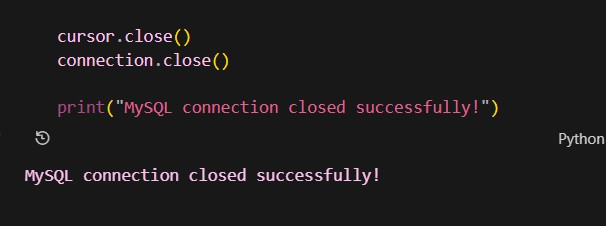 cursor.close()
connection.close()
print("MySQL connection closed successfully!")
Python
MySQL connection closed successfully!